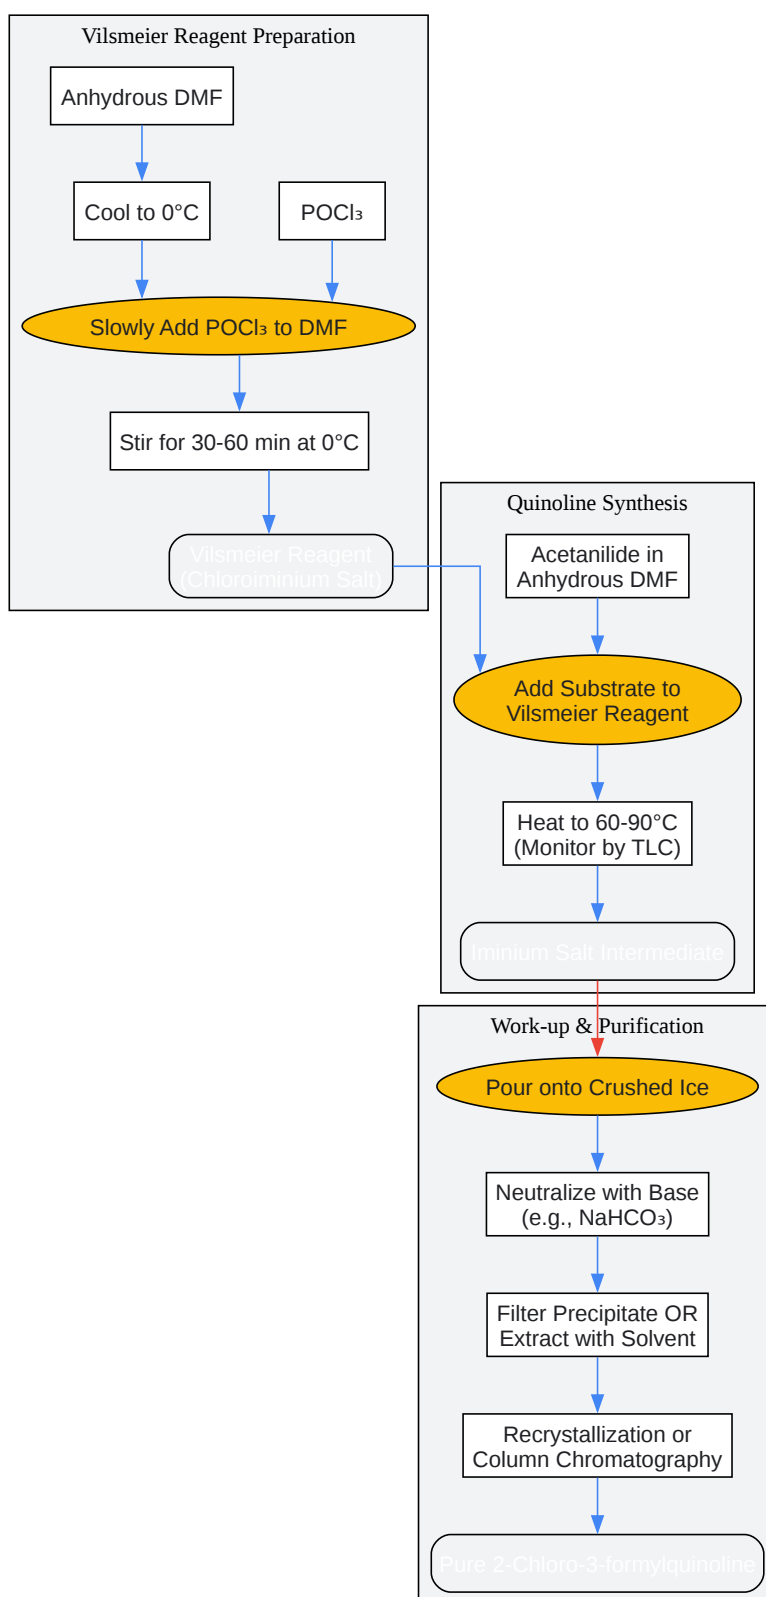 Vilsmeier Reagent Preparation
Anhydrous DMF
Cool to 0°C
POCl₃
Slowly Add POCl₃ to DMF
Stir for 30-60 min at 0°C
Vilsmeier Reagent
(Chloroiminium Salt)
Quinoline Synthesis
Acetanilide in
Anhydrous DMF
Add Substrate to
Vilsmeier Reagent
Heat to 60-90°C
(Monitor by TLC)
Iminium Salt Intermediate
Work-up & Purification
Pour onto Crushed Ice
Neutralize with Base
(e.g., NaHCO₃)
Filter Precipitate OR
Extract with Solvent
Recrystallization or
Column Chromatography
Pure 2-Chloro-3-formylquinoline